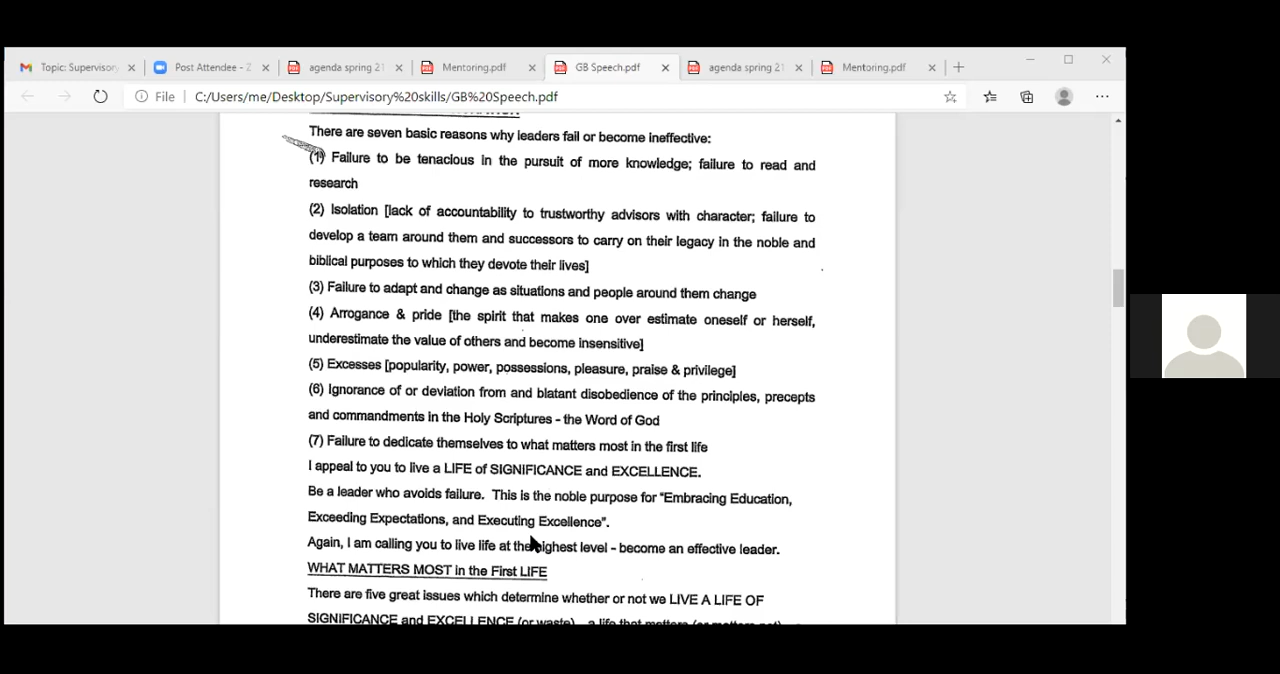 Topic: Supervisory
Post Attendee - Z
agenda spring 21
Mentoring.pdf
GB Speech.pdf
agenda spring 21
Mentoring.pdf
File C:/Users/me/Desktop/Supervisory%20skills/GB%20Speech.pdf
There are seven basic reasons why leaders fail or become ineffective:
(1) Failure to be tenacious in the pursuit of more knowledge; failure to read and
research
(2) Isolation [lack of accountability to trustworthy advisors with character; failure to
develop a team around them and successors to carry on their legacy in the noble and
biblical purposes to which they devote their lives]
(3) Failure to adapt and change as situations and people around them change
(4) Arrogance & pride [the spirit that makes one over estimate oneself or herself,
underestimate the value of others and become insensitive]
(5) Excesses [popularity, power, possessions, pleasure, praise & privilege]
(6) Ignorance of or deviation from and blatant disobedience of the principles, precepts
and commandments in the Holy Scriptures - the Word of God
(7) Failure to dedicate themselves to what matters most in the first life
I appeal to you to live a LIFE of SIGNIFICANCE and EXCELLENCE.
Be a leader who avoids failure. This is the noble purpose for "Embracing Education,
Exceeding Expectations, and Executing Excellence".
Again, I am calling you to live life at the highest level - become an effective leader.
WHAT MATTERS MOST in the First LIFE
There are five great issues which determine whether or not we LIVE A LIFE OF
SIGNIFICANCE and EXCELLENCE (or waste) a life that matters (or matters not)